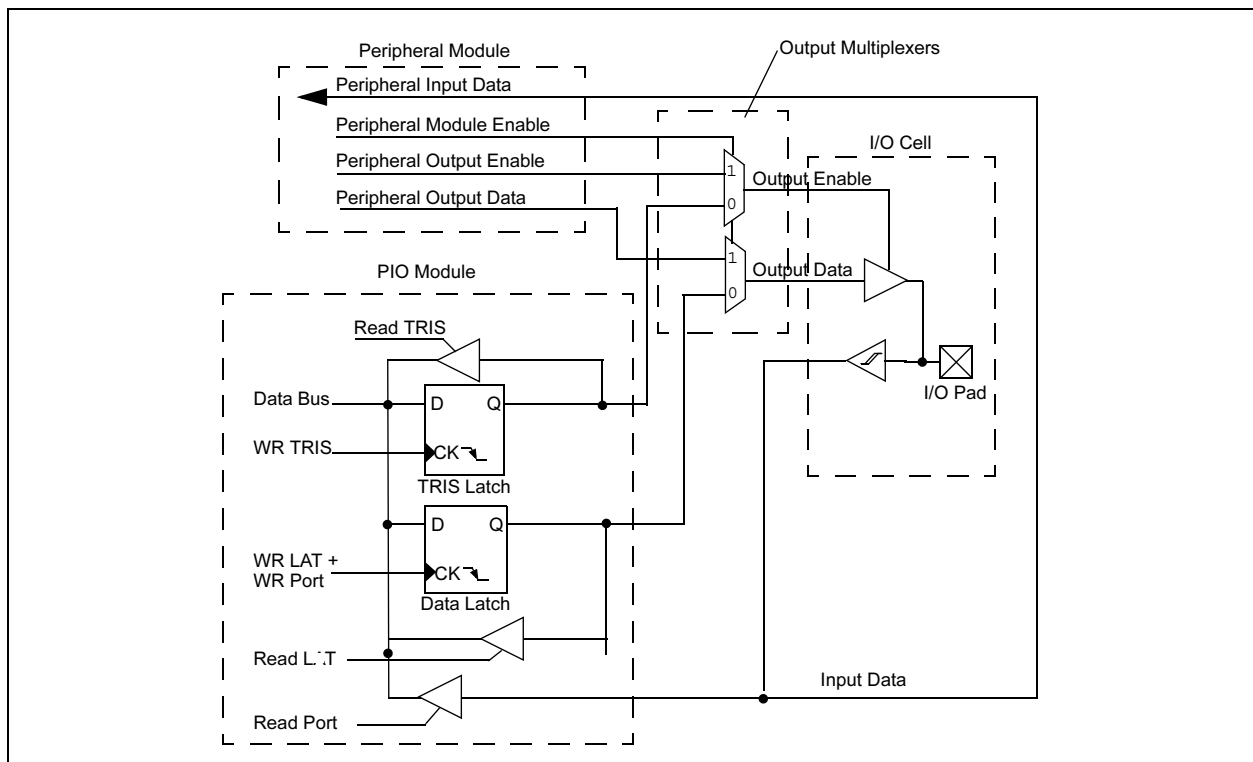 Peripheral Module
Output Multiplexers
Peripheral Input Data
Peripheral Module Enable
I/O Cell
Peripheral Output Enable
1
Output Enable
Peripheral Output Data
0
1
PIO Module
Output Data
0
Read TRIS
I/O Pad
Data Bus
D
Q
WR TRIS
CK
TRIS Latch
D
Q
WR LAT +
WR Port
CK
Data Latch
Read
Input Data
Read Port